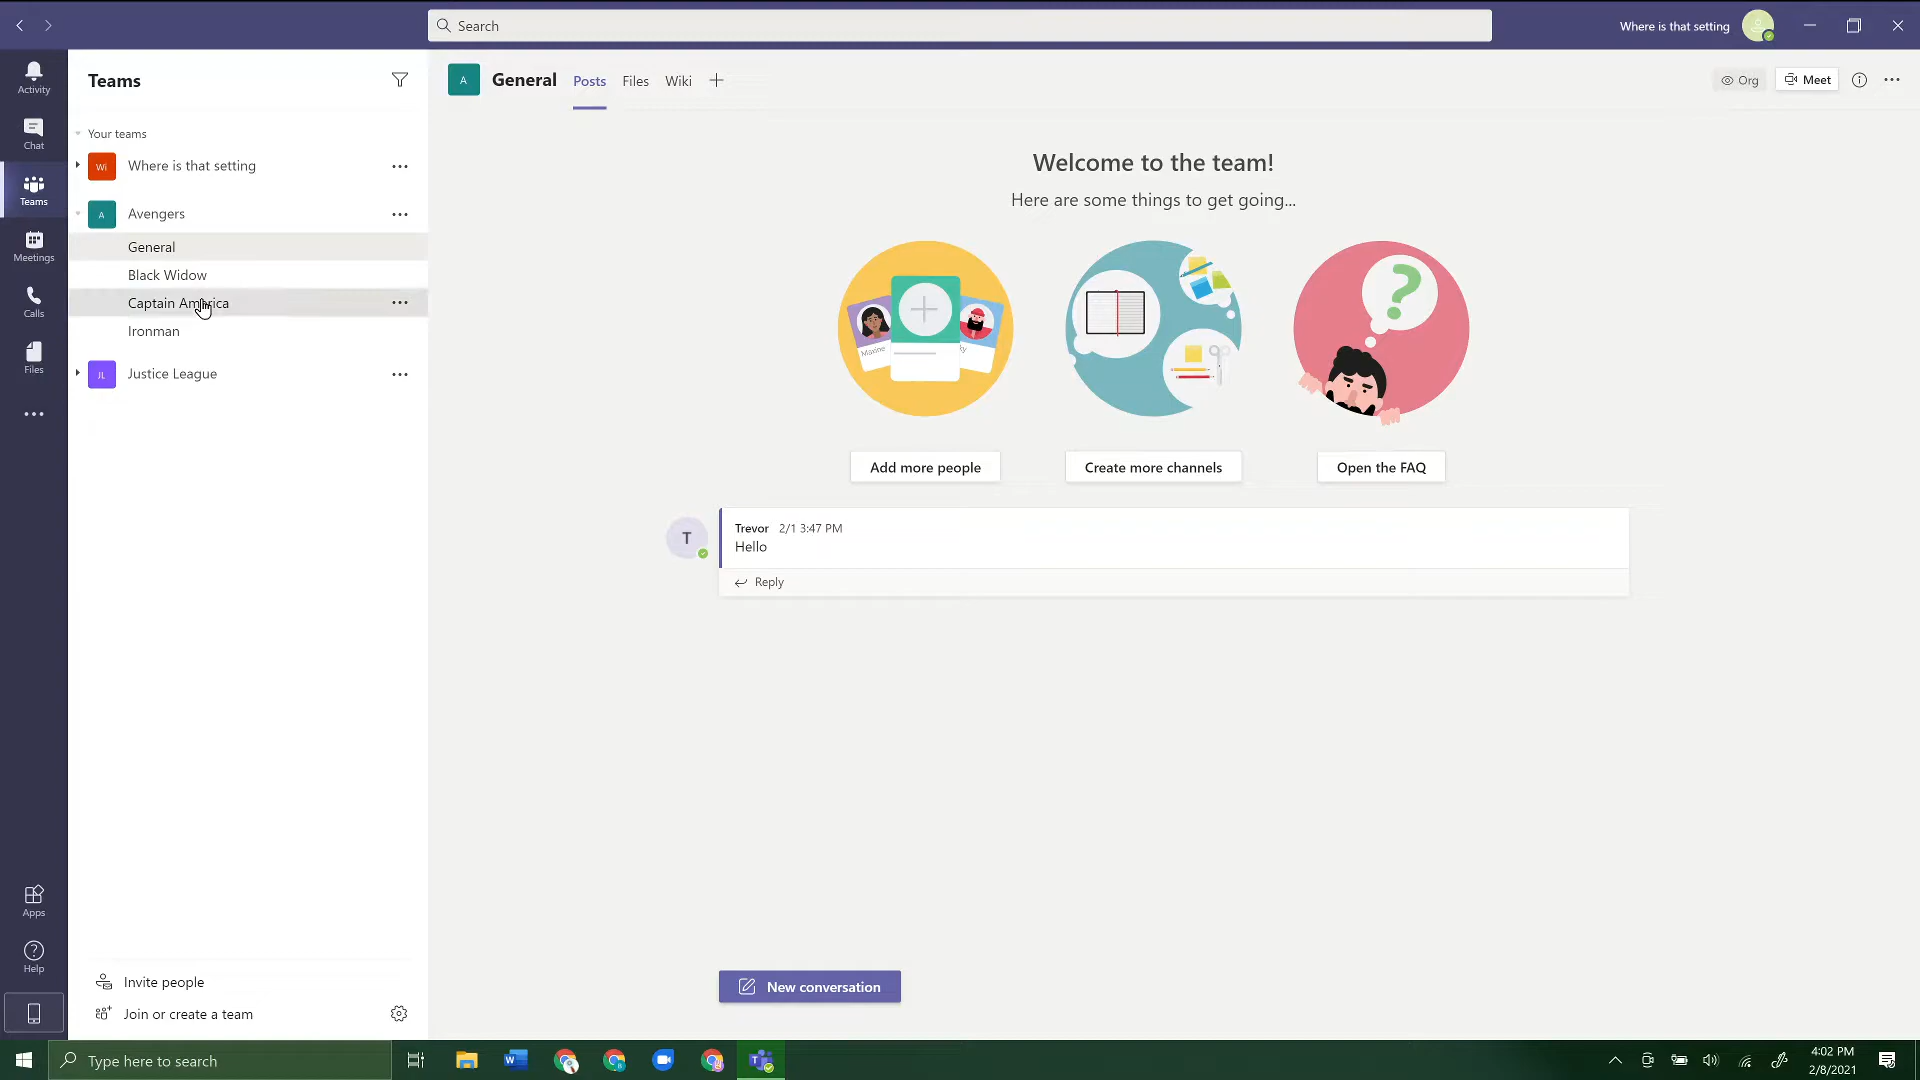 Search
Where is that setting
Activity
Chat
Teams
Meetings
Calls
Files
Apps
Help
Teams
Your teams
Wi Where is that setting
A Avengers
General
Black Widow
Captain America
Ironman
JL Justice League
Invite people
Join or create a team
A General Posts Files Wiki
Org Meet
Welcome to the team!
Here are some things to get going...
Maxine
Add more people
Create more channels
Open the FAQ
T
Trevor 2/1 3:47 PM
Hello
Reply
New conversation
Type here to search
4:02 PM
2/8/2021